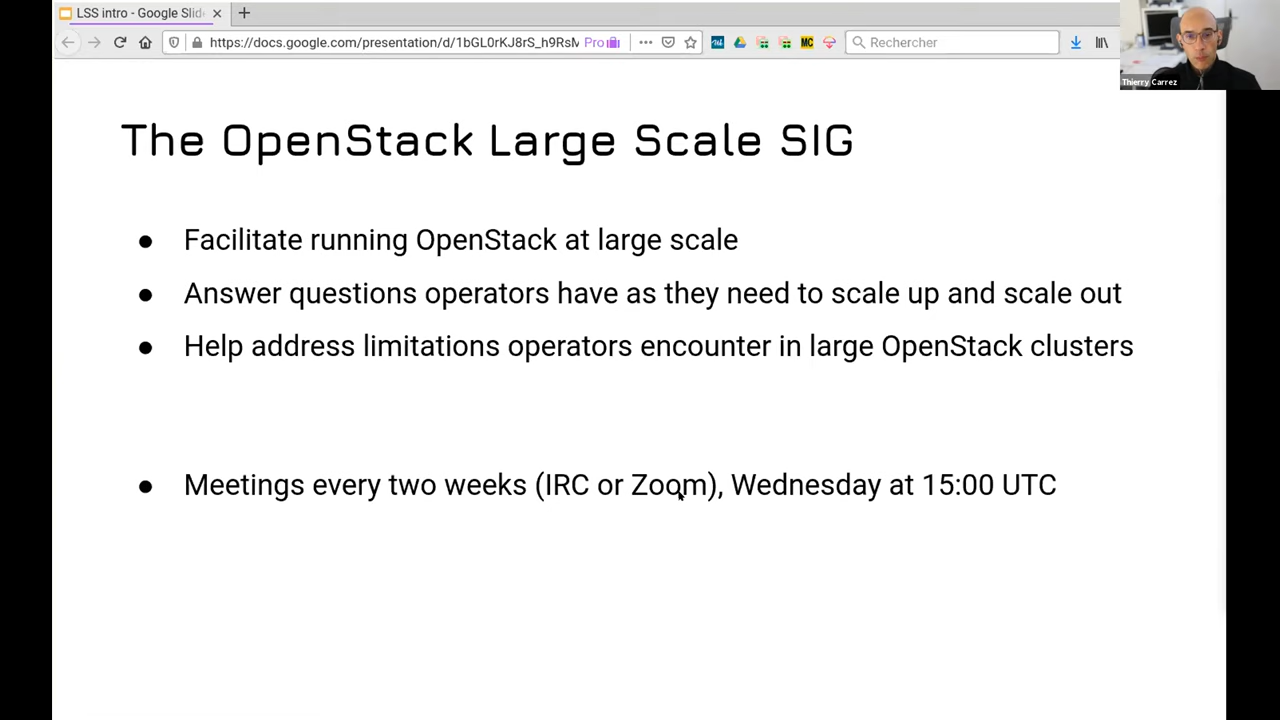 LSS intro - Google Slid
https://docs.google.com/presentation/d/1bGL0rKJ8rS_h9RsM
Pro
MC
Rechercher
Thierry Carrez
The OpenStack Large Scale SIG
● Facilitate running OpenStack at large scale
● Answer questions operators have as they need to scale up and scale out
● Help address limitations operators encounter in large OpenStack clusters
● Meetings every two weeks (IRC or Zoom), Wednesday at 15:00 UTC